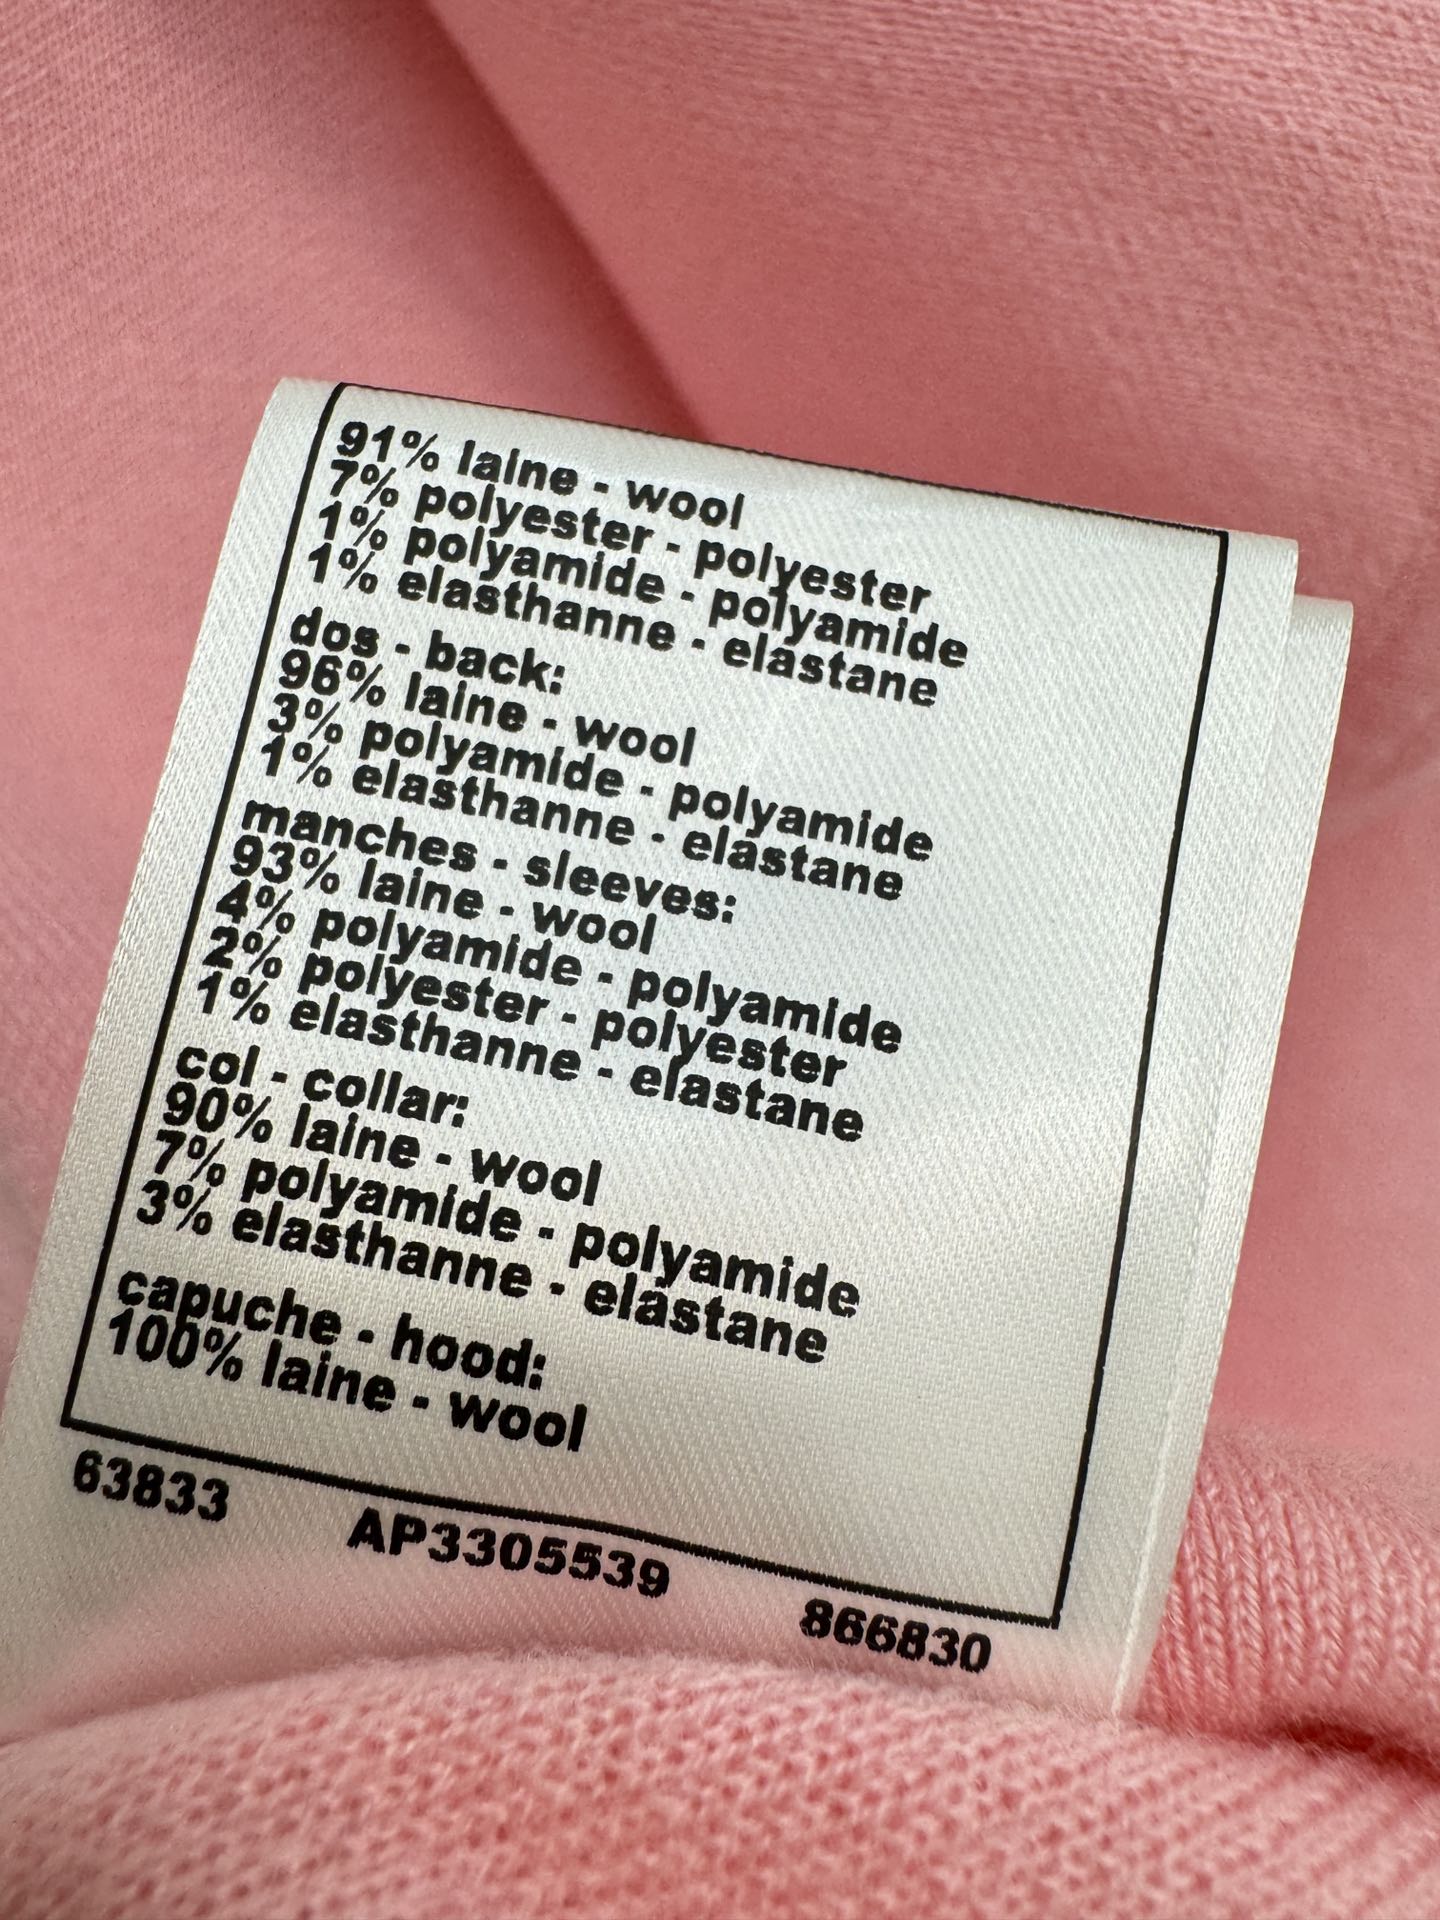 91% laine - wool
7% polyester - polyester
1% polyamide - polyamide
1% elasthanne - elastane
dos - back:
96% laine - wool
3% polyamide - polyamide
1% elasthanne - elastane
manches - sleeves:
93% laine - wool
4% polyamide - polyamide
2% polyester - polyester
1% elasthanne - elastane
col - collar:
90% laine - wool
7% polyamide - polyamide
3% elasthanne - elastane
capuche - hood:
100% laine - wool
63833 AP3305539 866830